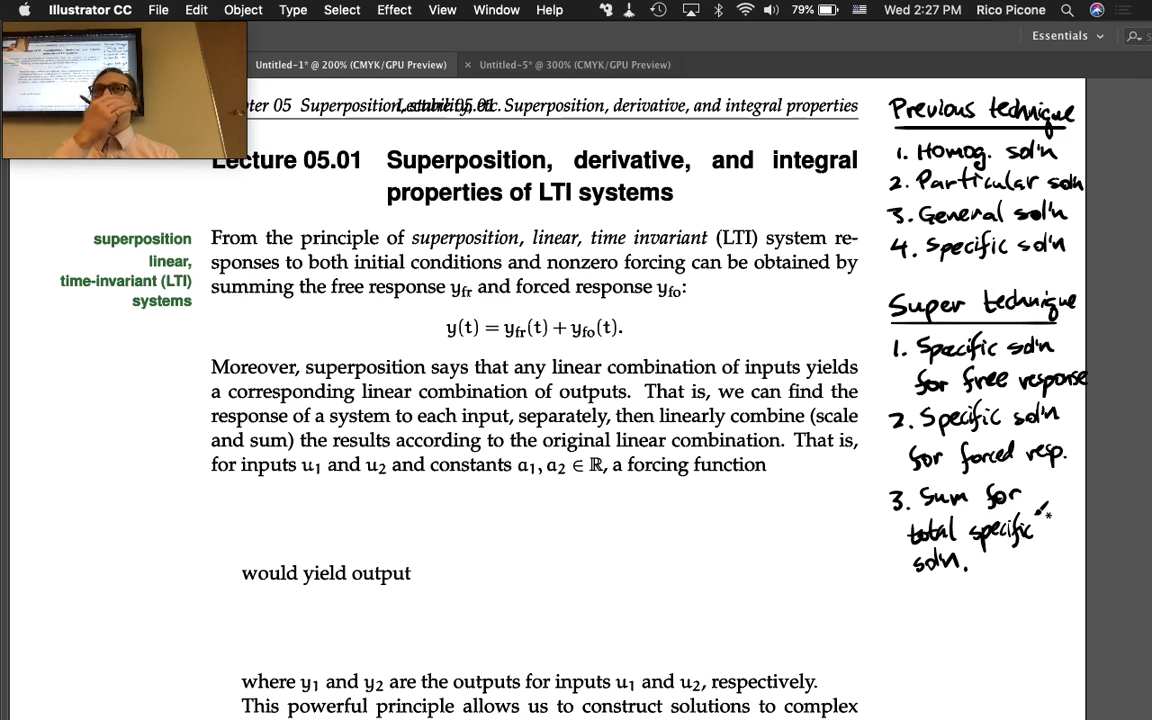 Illustrator CC File Edit Object Type Select Effect View Window Help 79% Wed 2:27 PM Rico Picone
Essentials
Untitled-1* @ 200% (CMYK/GPU Preview) × Untitled-5* @ 300% (CMYK/GPU Preview)
ter 05 Superposition, Superposition, derivative, and integral properties
Lecture 05.01 Superposition, derivative, and integral
properties of LTI systems
superposition
linear,
time-invariant (LTI)
systems
From the principle of superposition, linear, time invariant (LTI) system re-
sponses to both initial conditions and nonzero forcing can be obtained by
summing the free response yfr and forced response yfo:
y(t) = yfr(t) + yfo(t).
Moreover, superposition says that any linear combination of inputs yields
a corresponding linear combination of outputs. That is, we can find the
response of a system to each input, separately, then linearly combine (scale
and sum) the results according to the original linear combination. That is,
for inputs u1 and u2 and constants a1, a2 ∈ ℝ, a forcing function
would yield output
where y1 and y2 are the outputs for inputs u1 and u2, respectively.
This powerful principle allows us to construct solutions to complex
Previous technique
1. Homog. sol'n
2. Particular sol'n
3. General sol'n
4. Specific sol'n
Super technique
1. Specific sol'n
for free response
2. Specific sol'n
for forced resp.
3. Sum for
total specific
sol'n.